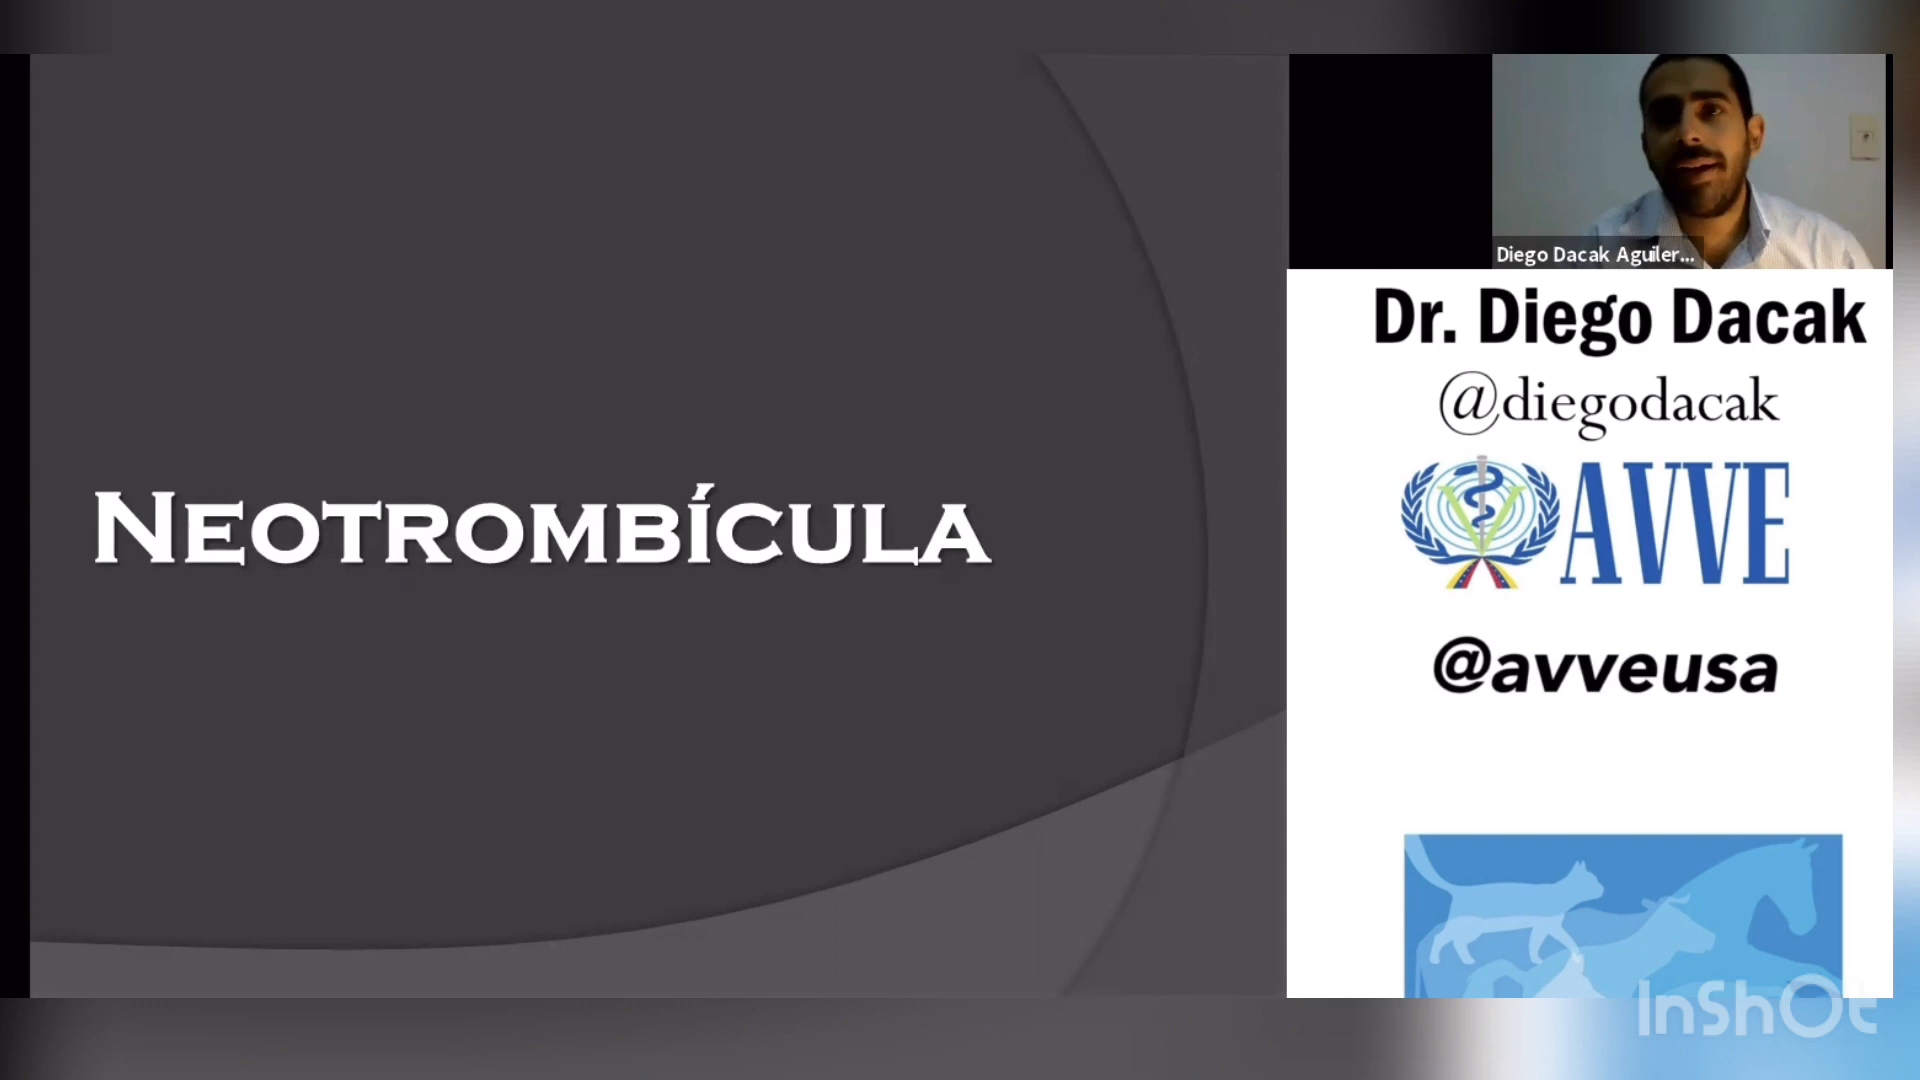 Neotrombícula
Diego Dacak Aguiler...
Dr. Diego Dacak
@diegodacak
AVVE
@avveusa
InShOt